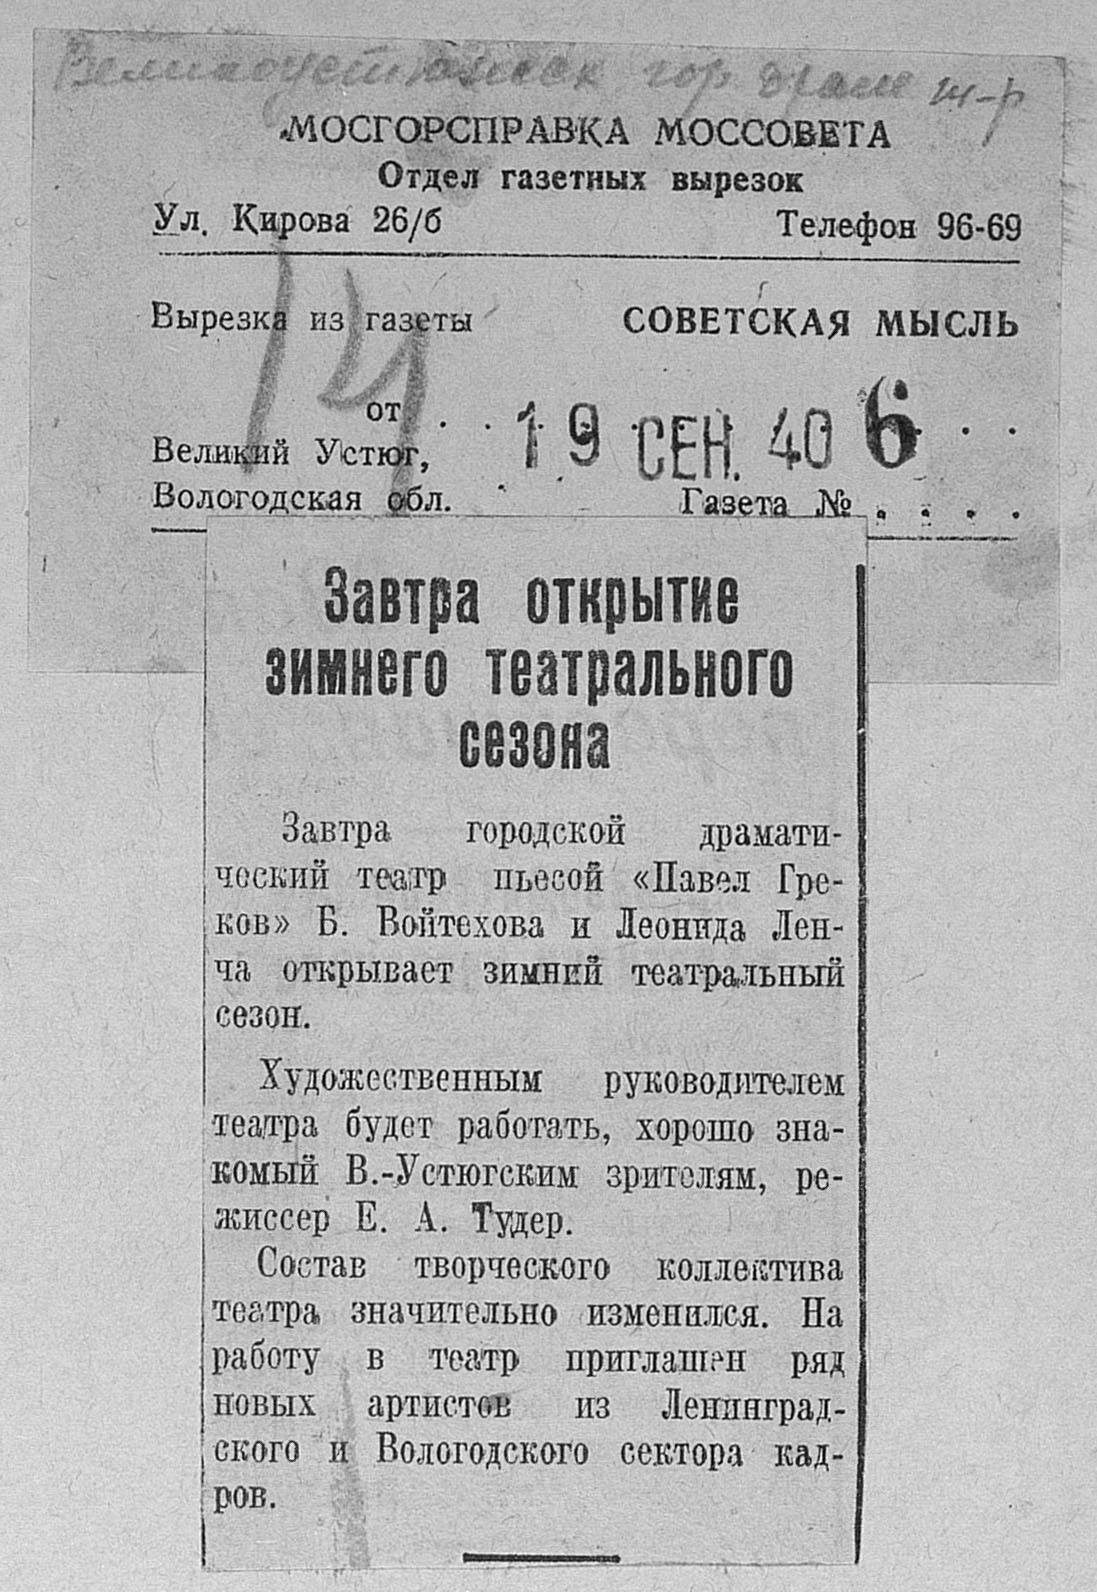 Великоустюжск гор драм т-р
МОСГОРСПРАВКА МОССОВЕТА
Отдел газетных вырезок
Ул. Кирова 26/б Телефон 96-69
Вырезка из газеты СОВЕТСКАЯ МЫСЛЬ
14
от . . 19 СЕН. 40 6 . . .
Великий Устюг,
Вологодская обл. Газета № . . . .
Завтра открытие
зимнего театрального
сезона
Завтра городской драмати-
ческий театр пьесой «Павел Гре-
ков» Б. Войтехова и Леонида Лен-
ча открывает зимний театральный
сезон.
Художественным руководителем
театра будет работать, хорошо зна-
комый В.-Устюгским зрителям, ре-
жиссер Е. А. Тудер.
Состав творческого коллектива
театра значительно изменился. На
работу в театр приглашен ряд
новых артистов из Ленинград-
ского и Вологодского сектора кад-
ров.